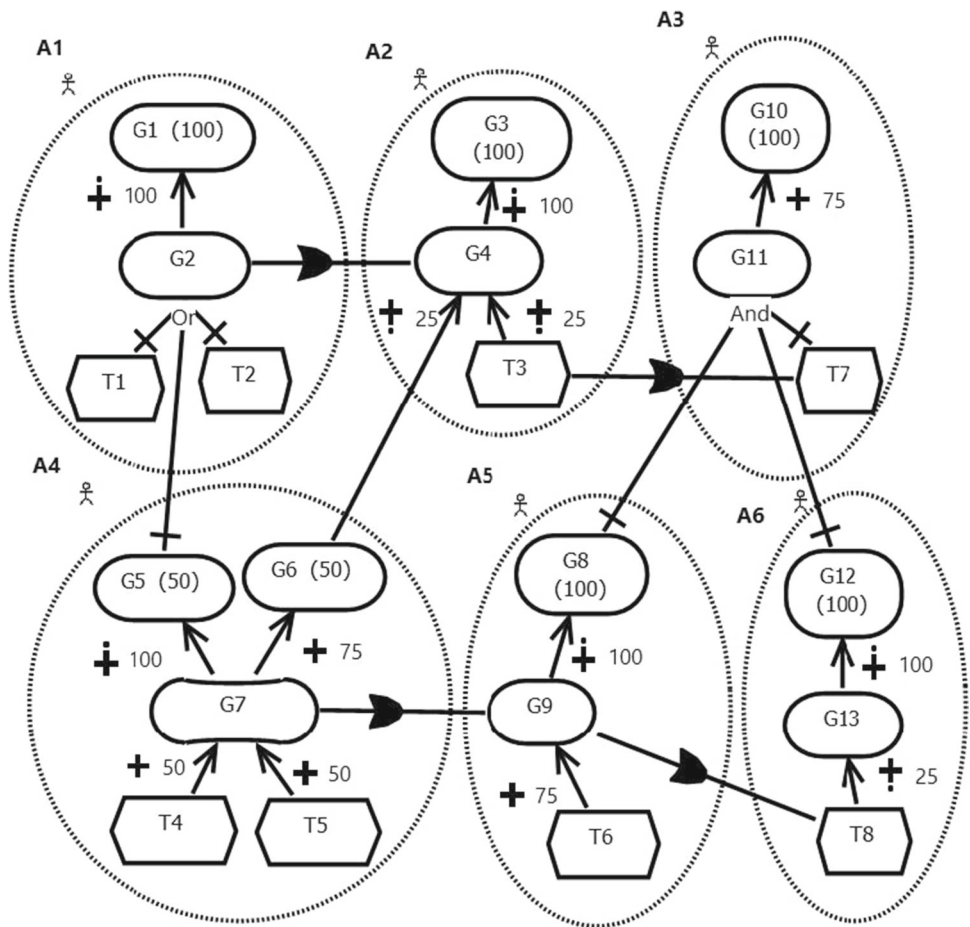 A1
A2
A3
G1 (100)
100
G2
Or
T1
T2
G3
(100)
100
G4
25
25
T3
G10
(100)
75
G11
And
T7
A4
G5 (50)
G6 (50)
100
75
G7
50
50
T4
T5
A5
G8
(100)
100
G9
75
T6
A6
G12
(100)
100
G13
25
T8